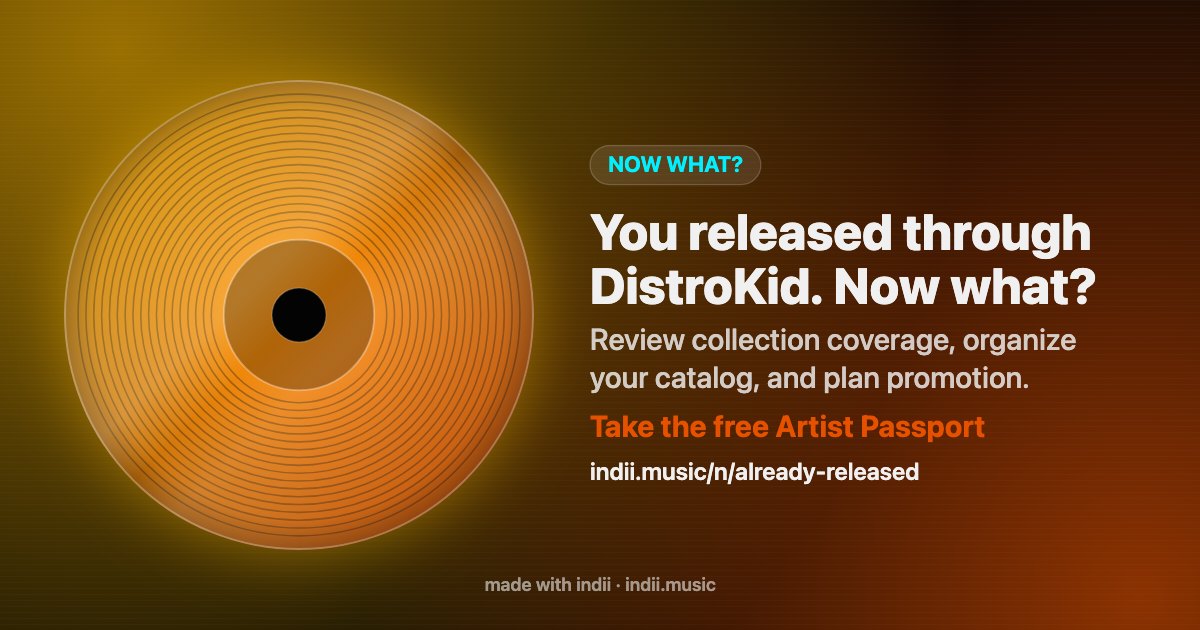 NOW WHAT?
You released through
DistroKid. Now what?
Review collection coverage, organize
your catalog, and plan promotion.
Take the free Artist Passport
indii.music/n/already-released
made with indii · indii.music